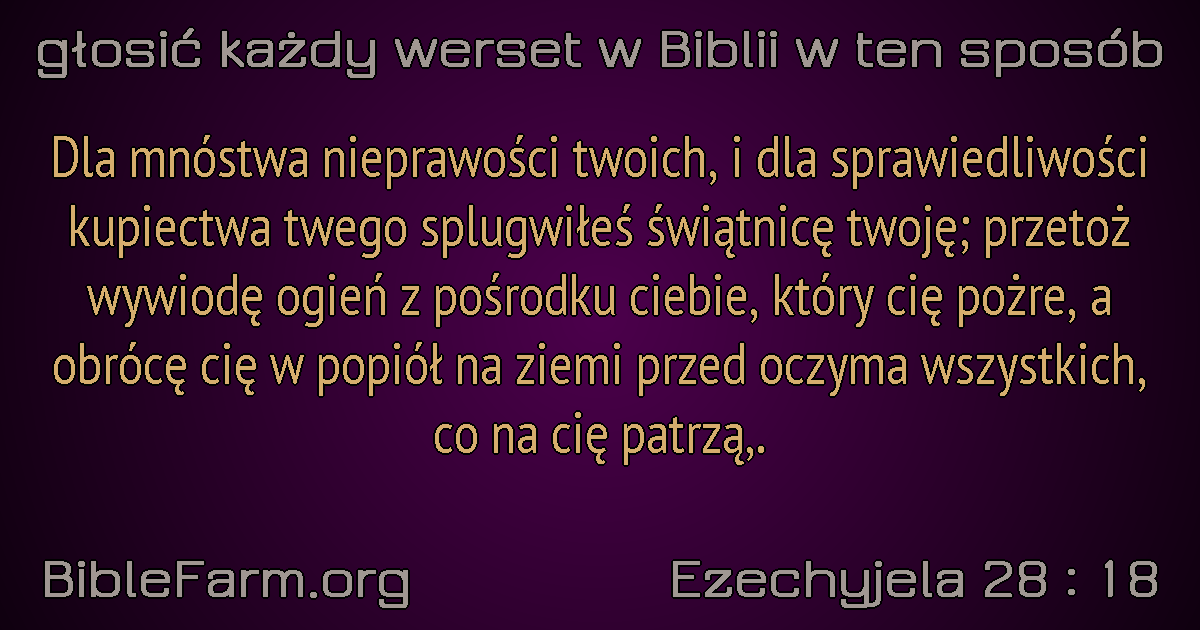 głosić każdy werset w Biblii w ten sposób
Dla mnóstwa nieprawości twoich, i dla sprawiedliwości
kupiectwa twego splugwiłeś świątnicę twoję; przetoż
wywiodę ogień z pośrodku ciebie, który cię pożre, a
obrócę cię w popiół na ziemi przed oczyma wszystkich,
co na cię patrzą,.
BibleFarm.org
Ezechyjela 28 : 18